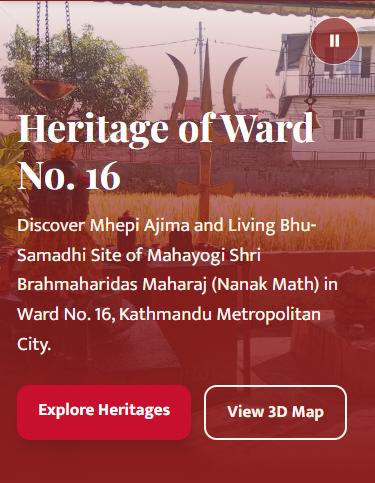 Heritage of Ward
No. 16
Discover Mhepi Ajima and Living Bhu-
Samadhi Site of Mahayogi Shri
Brahmaharidas Maharaj (Nanak Math) in
Ward No. 16, Kathmandu Metropolitan
City.
Explore Heritages
View 3D Map